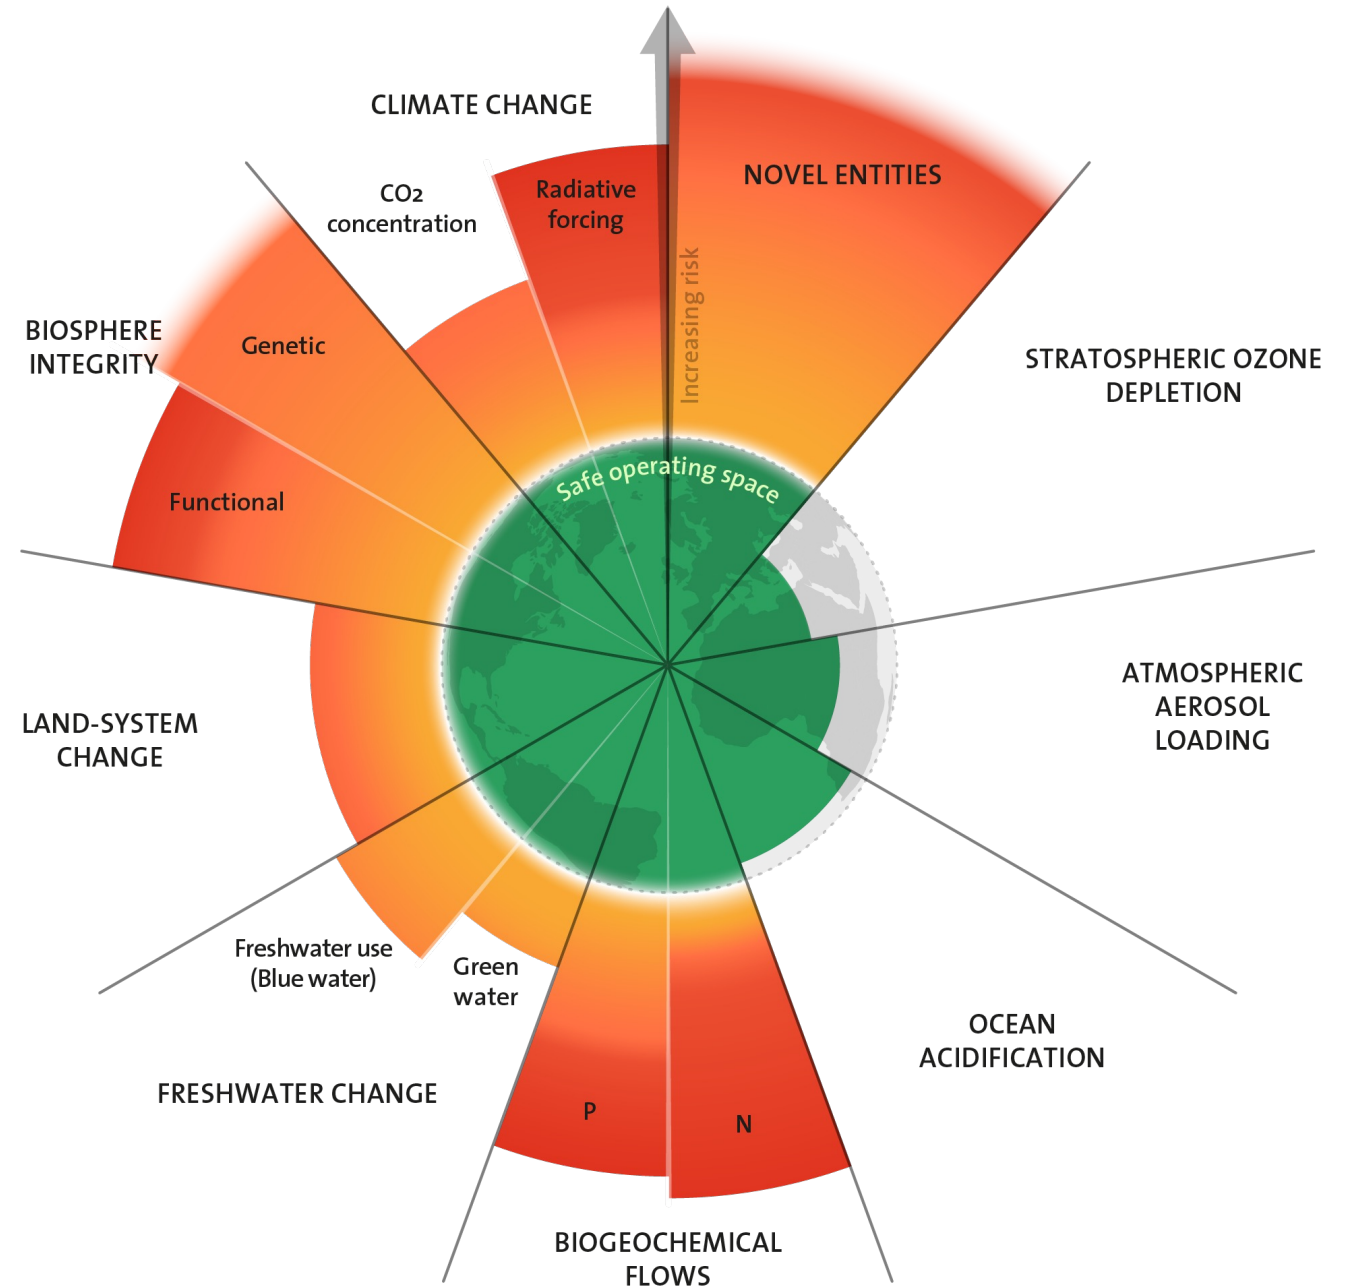 CLIMATE CHANGE
CO2
concentration
Radiative
forcing
NOVEL ENTITIES
Increasing risk
BIOSPHERE
INTEGRITY
Genetic
Functional
STRATOSPHERIC OZONE
DEPLETION
Safe operating space
LAND-SYSTEM
CHANGE
ATMOSPHERIC
AEROSOL
LOADING
Freshwater use
(Blue water)
Green
water
FRESHWATER CHANGE
P
N
OCEAN
ACIDIFICATION
BIOGEOCHEMICAL
FLOWS